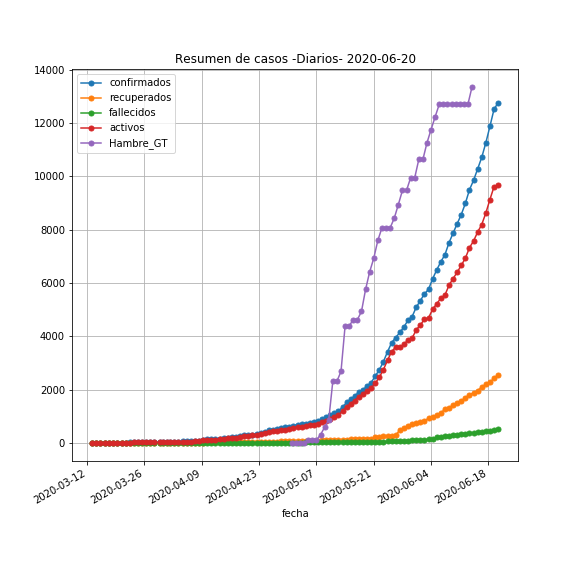 Resumen de casos -Diarios- 2020-06-20
14000
12000
10000
8000
6000
4000
2000
0
confirmados
recuperados
fallecidos
activos
Hambre_GT
2020-03-12
2020-03-26
2020-04-09
2020-04-23
2020-05-07
2020-05-21
2020-06-04
2020-06-18
fecha